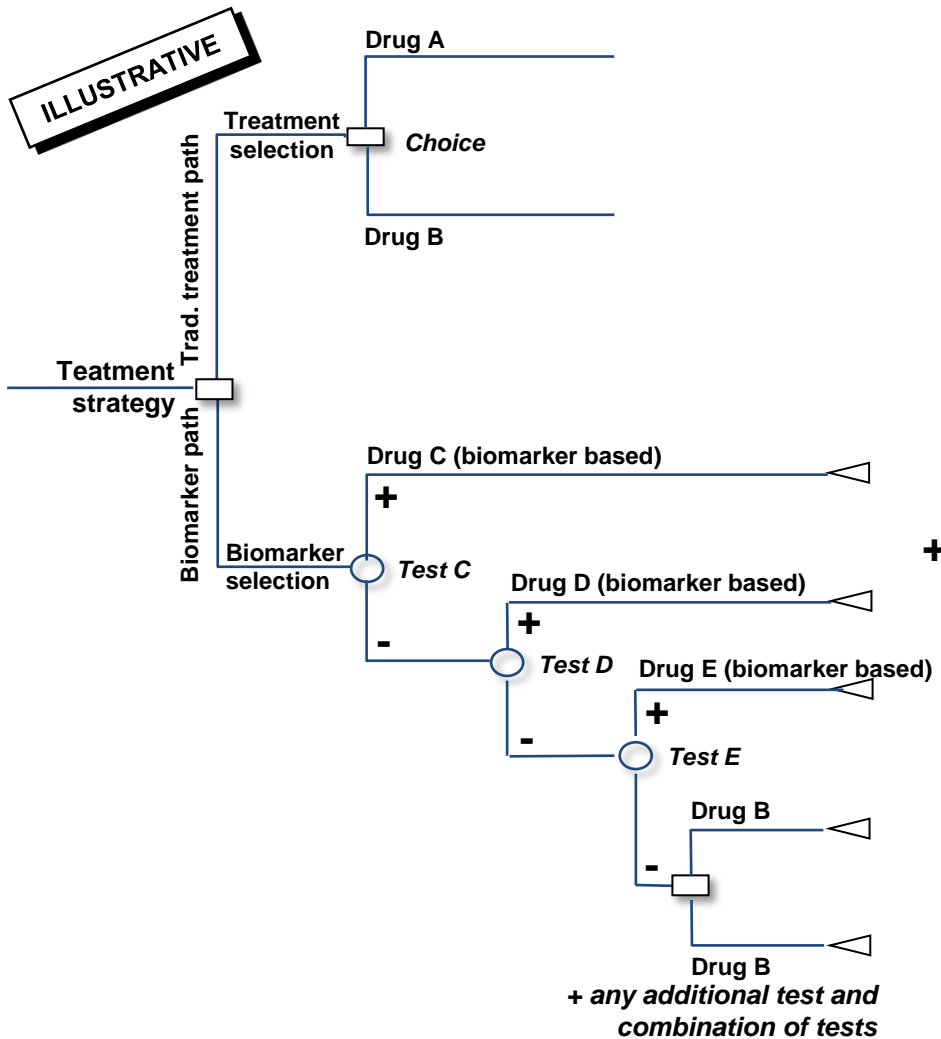 ILLUSTRATIVE
Drug A
Treatment
selection
Choice
Drug B
Trad. treatment path
Teatment
strategy
Biomarker path
Drug C (biomarker based)
+
Biomarker
selection
Test C
+
Drug D (biomarker based)
+
-
Test D
Drug E (biomarker based)
+
-
Test E
Drug B
-
Drug B
+ any additional test and
combination of tests